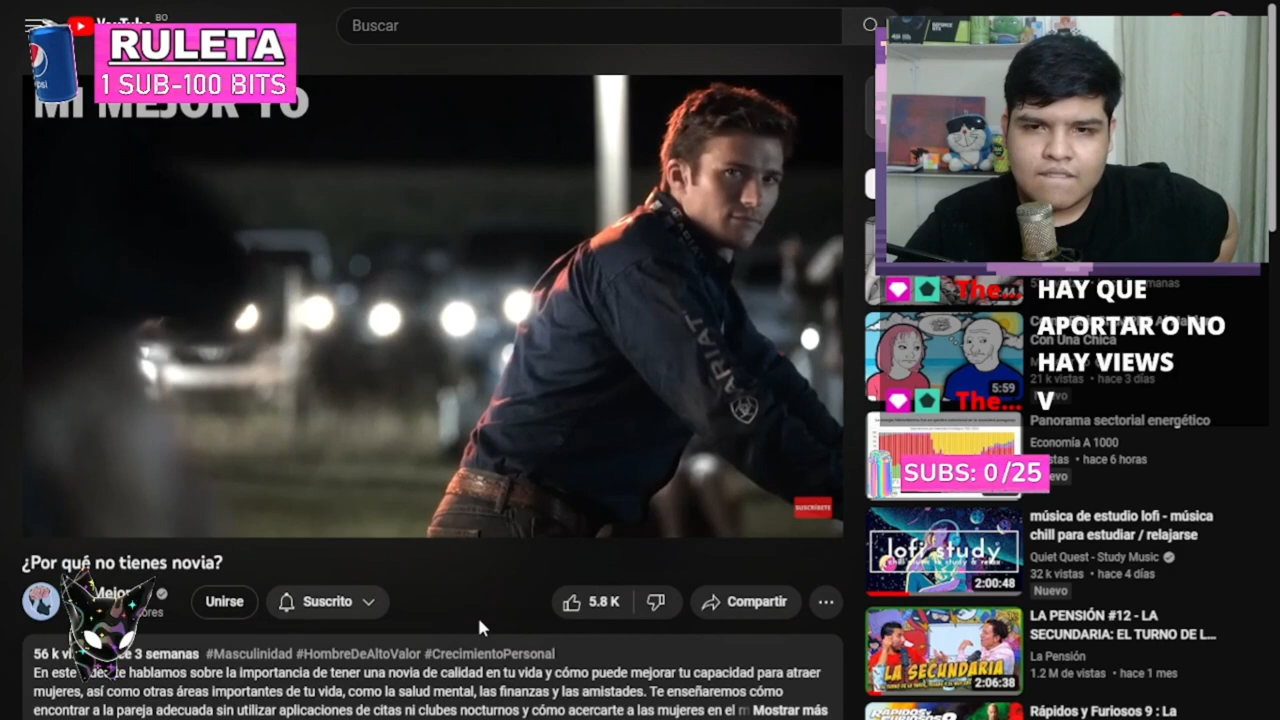 YouTube
BO
Buscar
RULETA
1 SUB-100 BITS
MI MEJOR YO
ARIAT
SUSCRÍBETE
HAY QUE
APORTAR O NO
HAY VIEWS
V
The...
The...
Con Una Chica
21 k vistas • hace 3 días
Nuevo
5:59
Panorama sectorial energético
Economía A 1000
vistas • hace 6 horas
SUBS: 0/25
música de estudio lofi - música
chill para estudiar / relajarse
Quiet Quest - Study Music
32 k vistas • hace 4 días
Nuevo
lofi study
2:00:48
LA PENSIÓN #12 - LA
SECUNDARIA: EL TURNO DE L...
La Pensión
1.2 M de vistas • hace 1 mes
LA SECUNDARIA
2:06:38
Rápidos y Furiosos 9 : La
¿Por qué no tienes novia?
Mejor
Unirse
Suscrito
5.8 K
Compartir
56 k
3 semanas #Masculinidad #HombreDeAltoValor #CrecimientoPersonal
En este hablamos sobre la importancia de tener una novia de calidad en tu vida y cómo puede mejorar tu capacidad para atraer
mujeres, así como otras áreas importantes de tu vida, como la salud mental, las finanzas y las amistades. Te enseñaremos cómo
encontrar a la pareja adecuada sin utilizar aplicaciones de citas ni clubes nocturnos y cómo acercarte a las mujeres en el m Mostrar más